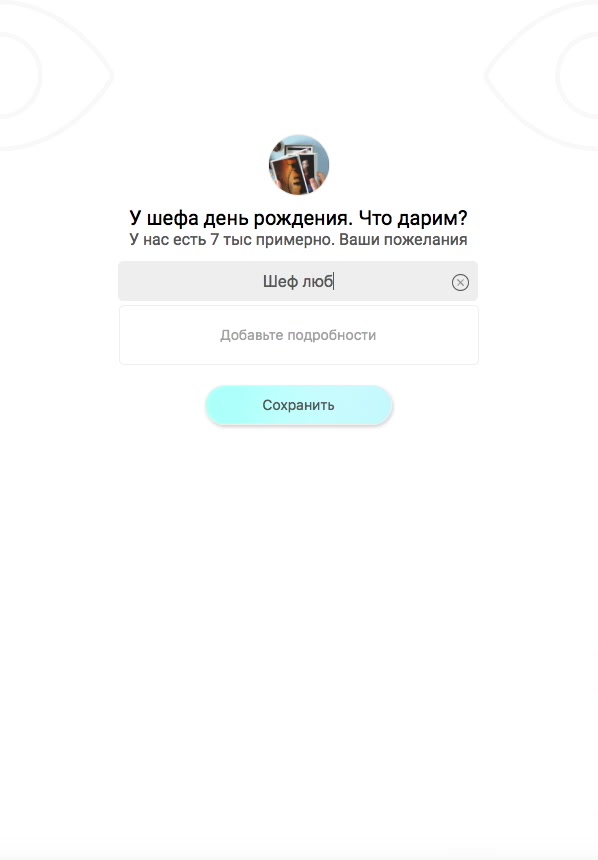 У шефа день рождения. Что дарим?
У нас есть 7 тыс примерно. Ваши пожелания
Шеф люб
Добавьте подробности
Сохранить